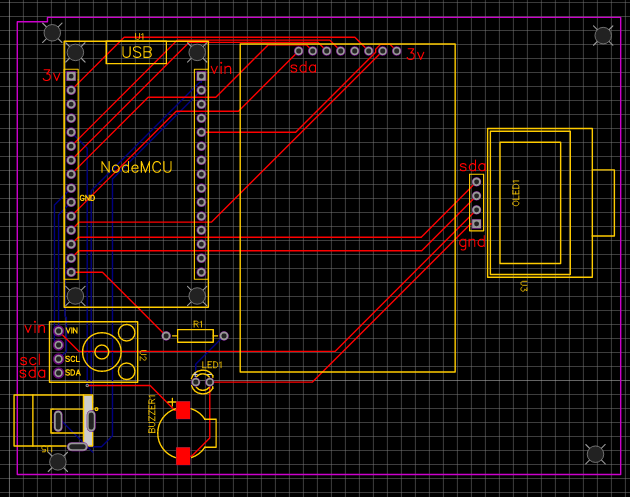 U1
USB
3v
vin
sda
3v
NodeMCU
GND
sda
OLED1
gnd
U3
R1
vin
VIN
scl
SCL
sda
SDA
U2
LED1
+
BUZZER1